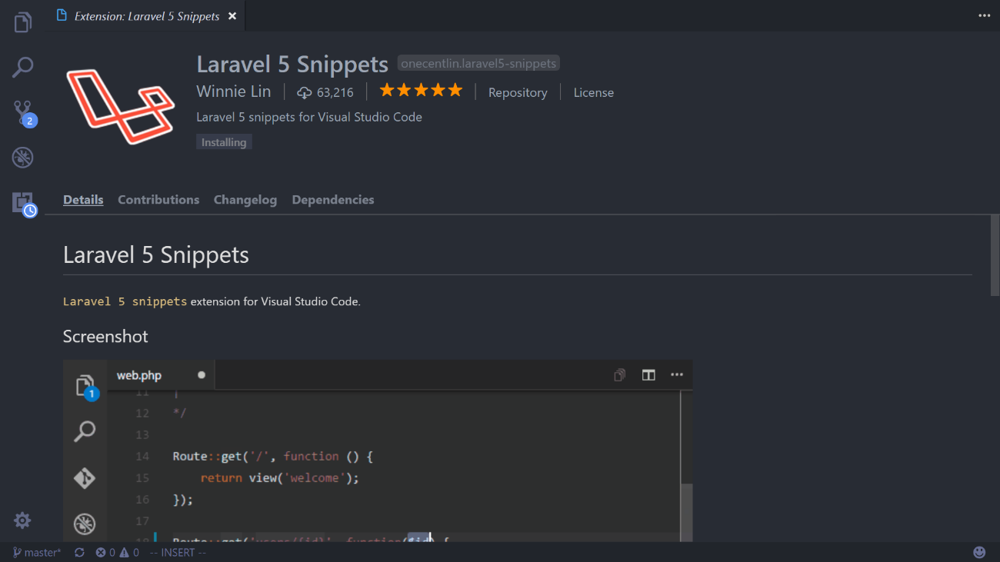 Extension: Laravel 5 Snippets
Laravel 5 Snippets onecentlin.laravel5-snippets
Winnie Lin 63,216 Repository License
Laravel 5 snippets for Visual Studio Code
Installing
2
Details Contributions Changelog Dependencies
Laravel 5 Snippets
Laravel 5 snippets extension for Visual Studio Code.
Screenshot
web.php
1
11 |
12 */
13
14 Route::get('/', function () {
15 return view('welcome');
16 });
17
18 Route::get('users/{id}', function($id) {
master* 0 0 -- INSERT --